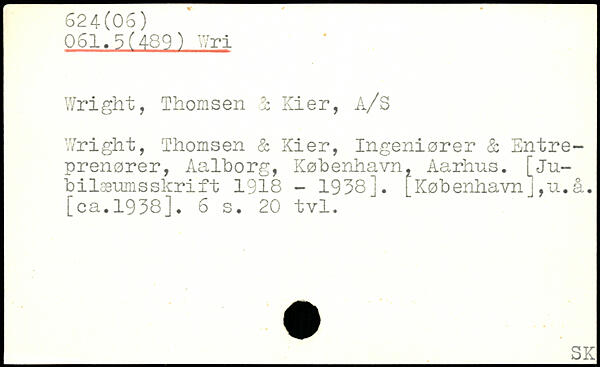 624(06)
061.5(489) Wri
Wright, Thomsen & Kier, A/S
Wright, Thomsen & Kier, Ingeniører & Entre-
prenører, Aalborg, København, Aarhus. [Ju-
bilæumsskrift 1918 - 1938]. [København],u.å.
[ca.1938]. 6 s. 20 tvl.
SK